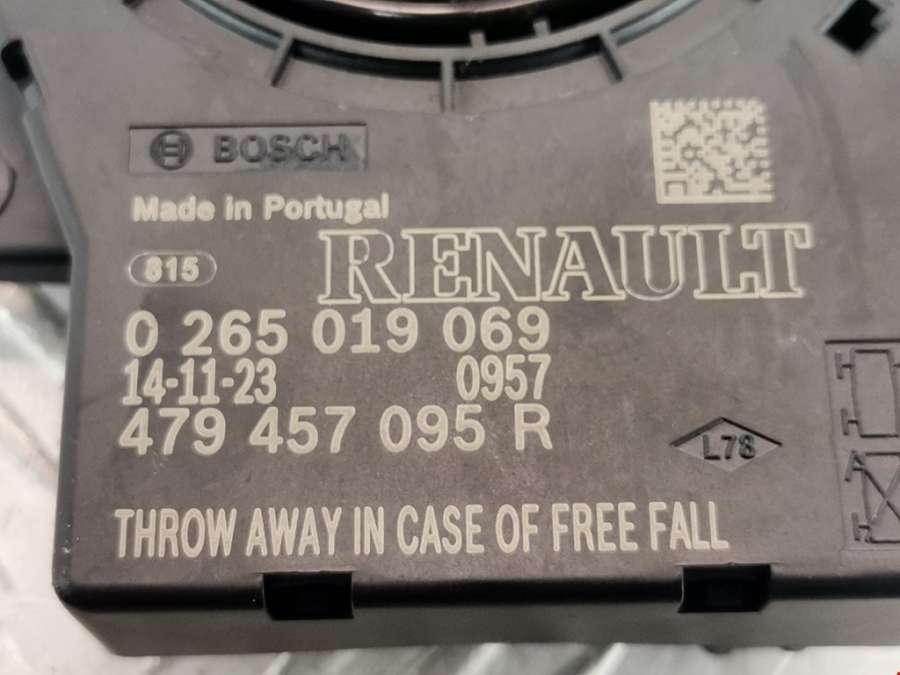 BOSCH
Made in Portugal
815
RENAULT
0 265 019 069
14-11-23 0957
479 457 095 R
L78
THROW AWAY IN CASE OF FREE FALL
A